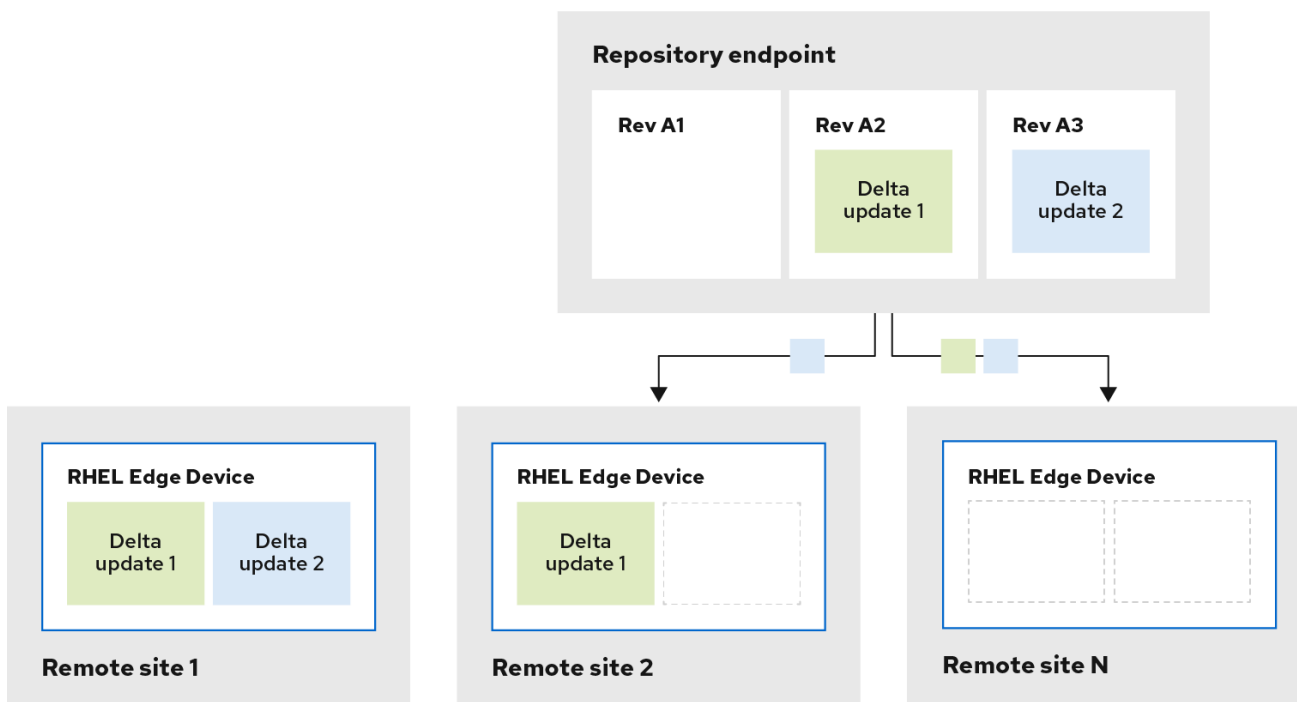 Repository endpoint
Rev A1
Rev A2
Rev A3
Delta
update 1
Delta
update 2
RHEL Edge Device
Delta
update 1
Delta
update 2
Remote site 1
RHEL Edge Device
Delta
update 1
Remote site 2
RHEL Edge Device
Remote site N